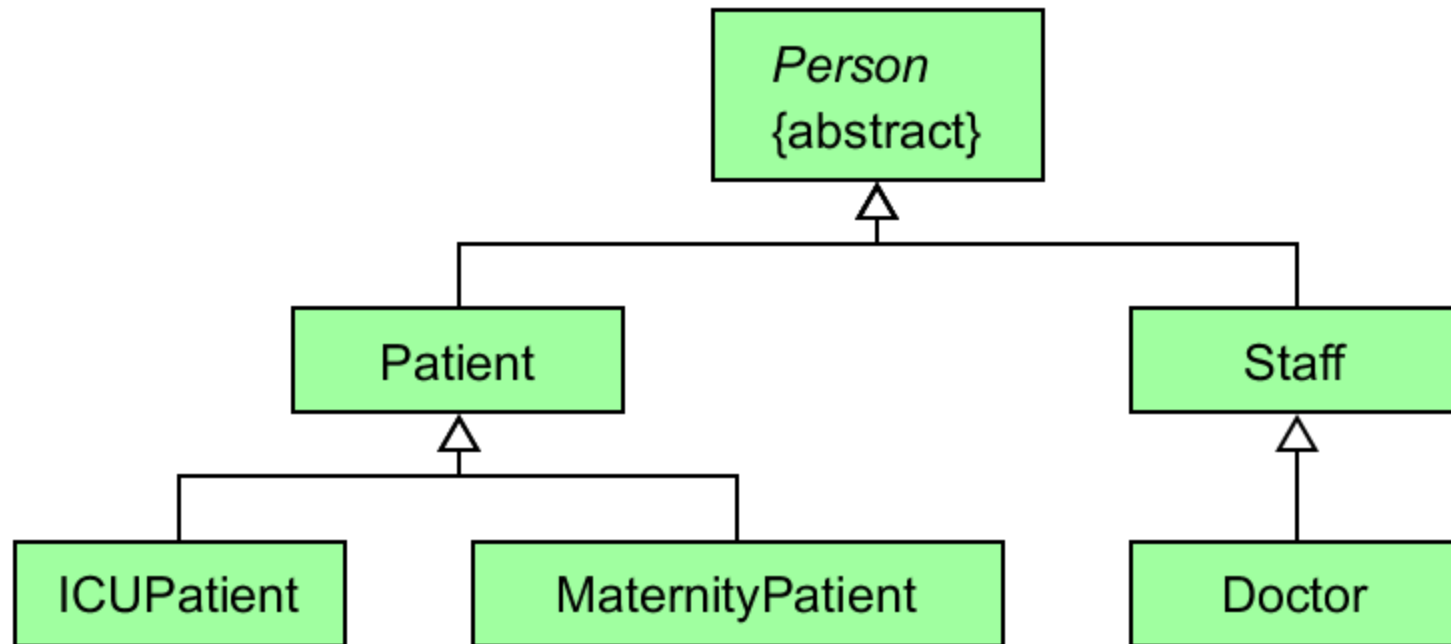 Person
{abstract}
Patient
Staff
ICUPatient
MaternityPatient
Doctor